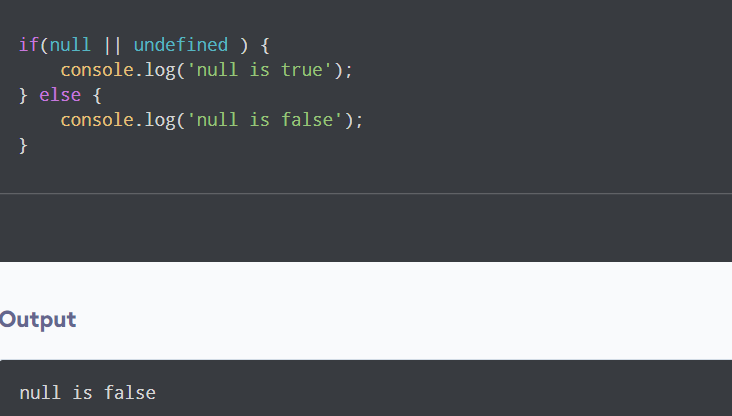 if(null || undefined ) {
    console.log('null is true');
} else {
    console.log('null is false');
}
Output
null is false